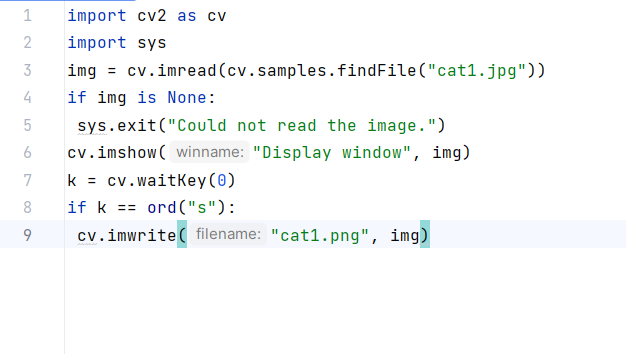 1 import cv2 as cv
2 import sys
3 img = cv.imread(cv.samples.findFile("cat1.jpg"))
4 if img is None:
5  sys.exit("Could not read the image.")
6 cv.imshow( winname: "Display window", img)
7 k = cv.waitKey(0)
8 if k == ord("s"):
9  cv.imwrite( filename: "cat1.png", img)